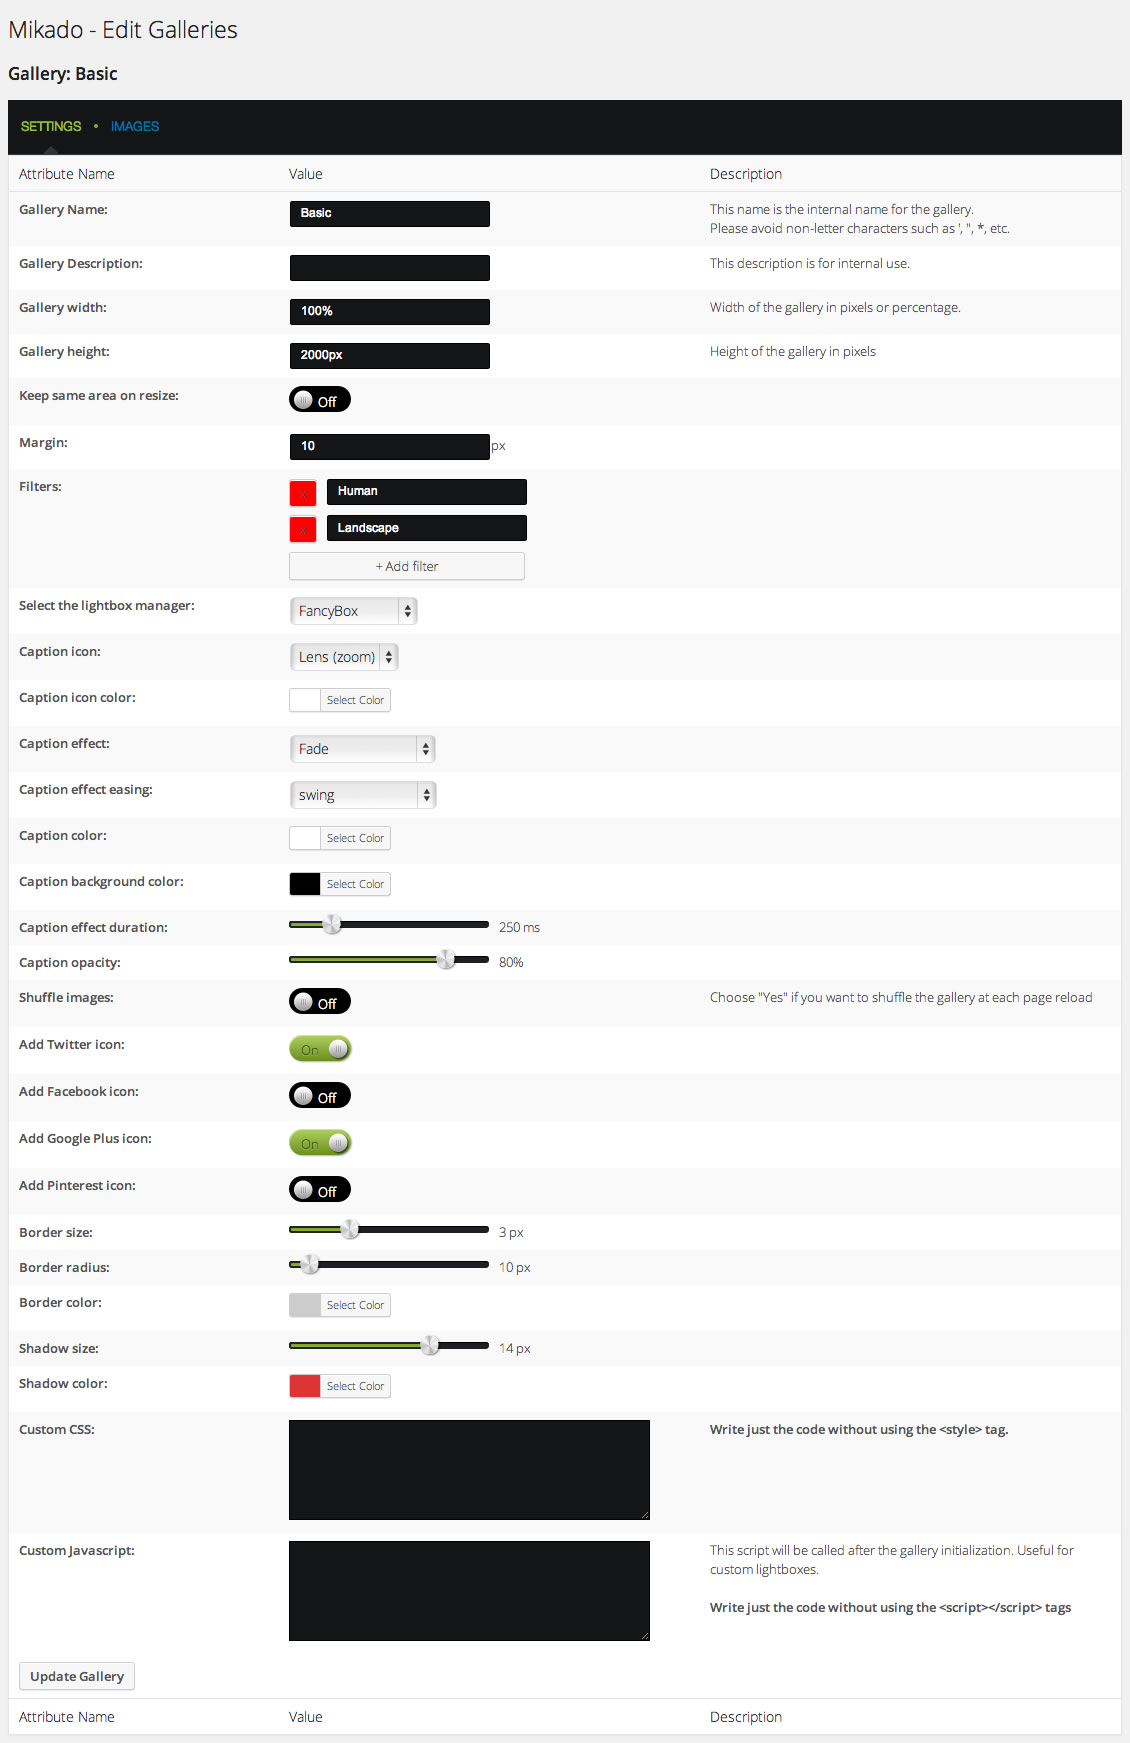 Mikado - Edit Galleries
Gallery: Basic
SETTINGS • IMAGES
Attribute Name Value Description
Gallery Name: Basic This name is the internal name for the gallery.
Please avoid non-letter characters such as ', ", *, etc.
Gallery Description: This description is for internal use.
Gallery width: 100% Width of the gallery in pixels or percentage.
Gallery height: 2000px Height of the gallery in pixels
Keep same area on resize: Off
Margin: 10 px
Filters: x Human
x Landscape
+ Add filter
Select the lightbox manager: FancyBox
Caption icon: Lens (zoom)
Caption icon color: Select Color
Caption effect: Fade
Caption effect easing: swing
Caption color: Select Color
Caption background color: Select Color
Caption effect duration: 250 ms
Caption opacity: 80%
Shuffle images: Off Choose "Yes" if you want to shuffle the gallery at each page reload
Add Twitter icon: On
Add Facebook icon: Off
Add Google Plus icon: On
Add Pinterest icon: Off
Border size: 3 px
Border radius: 10 px
Border color: Select Color
Shadow size: 14 px
Shadow color: Select Color
Custom CSS: Write just the code without using the <style> tag.
Custom Javascript: This script will be called after the gallery initialization. Useful for
custom lightboxes.
Write just the code without using the <script></script> tags
Update Gallery
Attribute Name Value Description